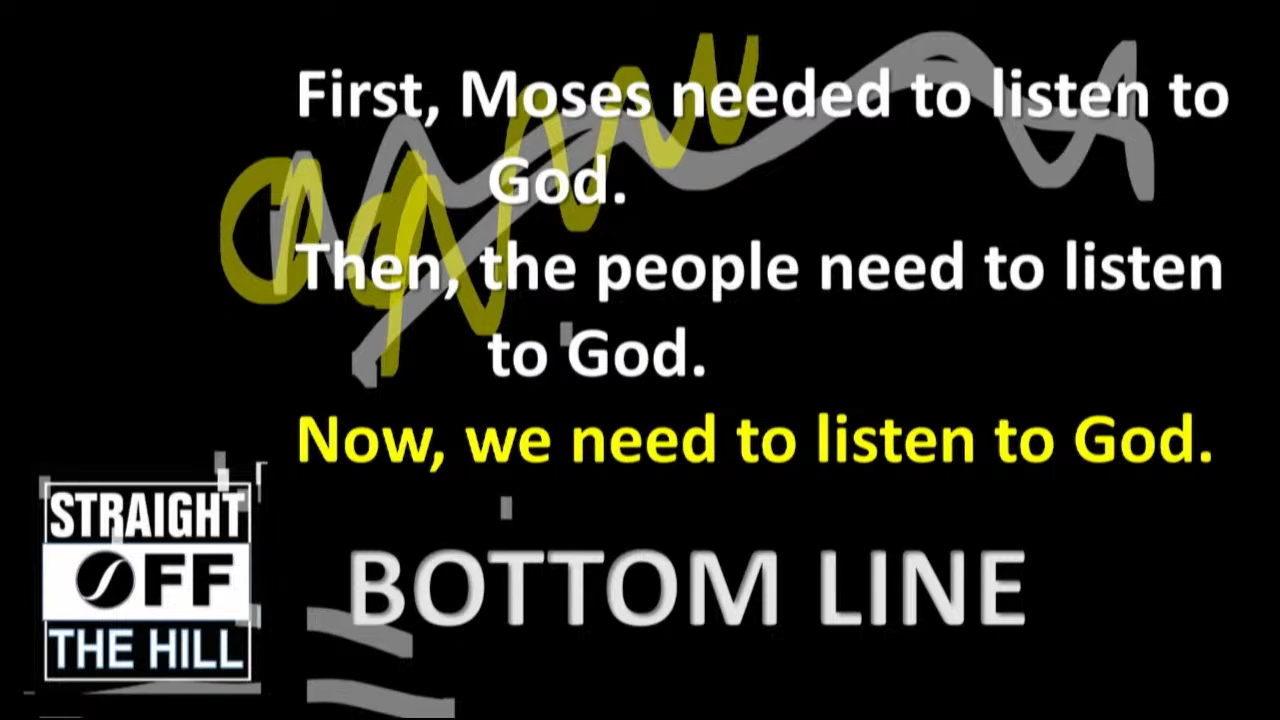 First, Moses needed to listen to
God.
Then, the people need to listen
to God.
Now, we need to listen to God.
STRAIGHT
OFF
THE HILL
BOTTOM LINE